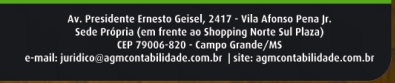 Av. Presidente Ernesto Geisel, 2417 - Vila Afonso Pena Jr.
Sede Própria (em frente ao Shopping Norte Sul Plaza)
CEP 79006-820 - Campo Grande/MS
e-mail: juridico@agmcontabilidade.com.br | site: agmcontabilidade.com.br